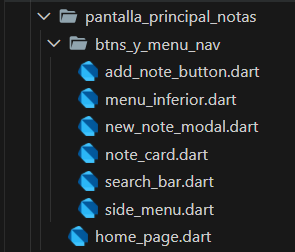 pantalla_principal_notas
btns_y_menu_nav
add_note_button.dart
menu_inferior.dart
new_note_modal.dart
note_card.dart
search_bar.dart
side_menu.dart
home_page.dart